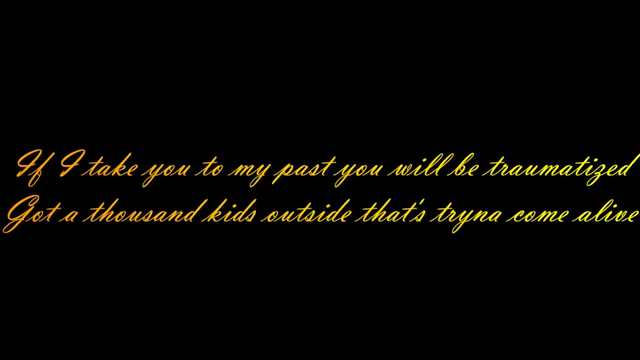 If I take you to my past you will be traumatized
Got a thousand kids outside that's tryna come alive